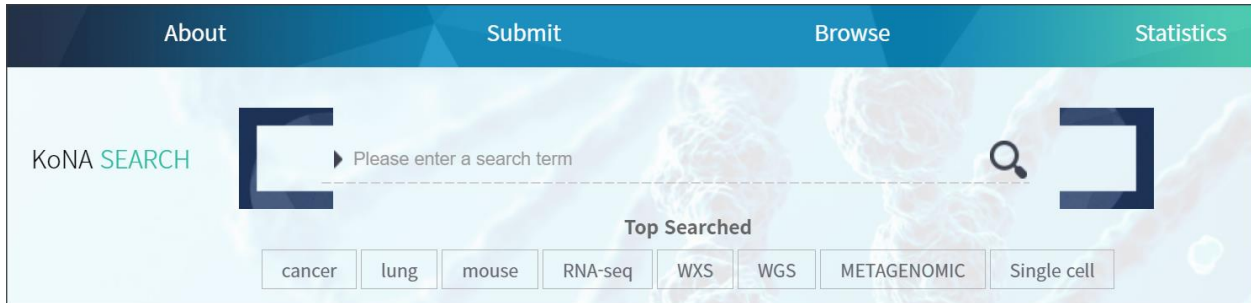 About Submit Browse Statistics
KoNA SEARCH Please enter a search term
Top Searched
cancer lung mouse RNA-seq WXS WGS METAGENOMIC Single cell